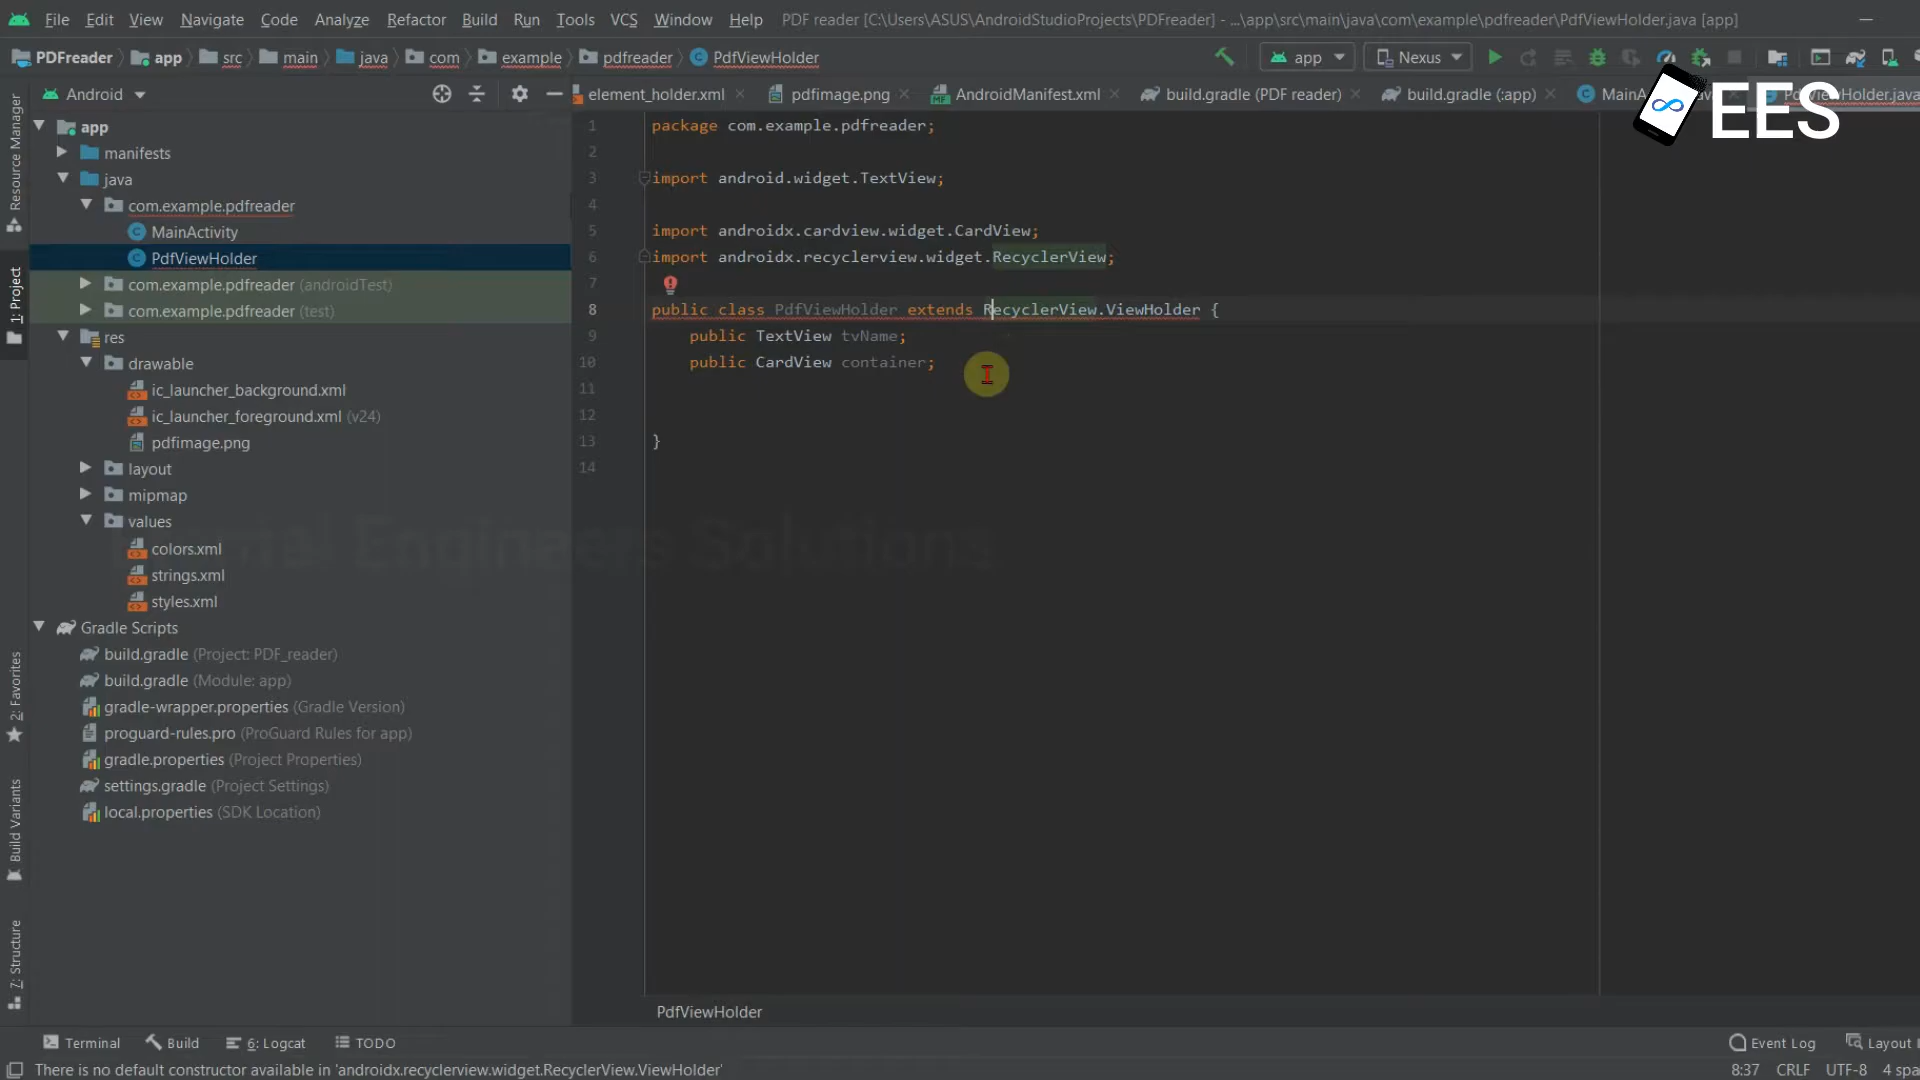 File Edit View Navigate Code Analyze Refactor Build Run Tools VCS Window Help PDF reader [C:\Users\ASUS\AndroidStudioProjects\PDFreader] - ...\app\src\main\java\com\example\pdfreader\PdfViewHolder.java [app]
PDFreader app src main java com example pdfreader PdfViewHolder app Nexus
Android element_holder.xml pdfimage.png AndroidManifest.xml build.gradle (PDF reader) build.gradle (:app) PdfViewHolder.java
EES
app
manifests
java
com.example.pdfreader
MainActivity
PdfViewHolder
com.example.pdfreader (androidTest)
com.example.pdfreader (test)
res
drawable
ic_launcher_background.xml
ic_launcher_foreground.xml (v24)
pdfimage.png
layout
mipmap
values
colors.xml
strings.xml
styles.xml
Gradle Scripts
build.gradle (Project: PDF_reader)
build.gradle (Module: app)
gradle-wrapper.properties (Gradle Version)
proguard-rules.pro (ProGuard Rules for app)
gradle.properties (Project Properties)
settings.gradle (Project Settings)
local.properties (SDK Location)
1 package com.example.pdfreader;
2
3 import android.widget.TextView;
4
5 import androidx.cardview.widget.CardView;
6 import androidx.recyclerview.widget.RecyclerView;
7
8 public class PdfViewHolder extends RecyclerView.ViewHolder {
9 public TextView tvName;
10 public CardView container;
11
12
13 }
14
Engineers Solutions
Resource Manager
1: Project
2: Favorites
Build Variants
7: Structure
PdfViewHolder
Terminal Build 6: Logcat TODO Event Log Layout
There is no default constructor available in 'androidx.recyclerview.widget.RecyclerView.ViewHolder' 8:37 CRLF UTF-8 4 spa